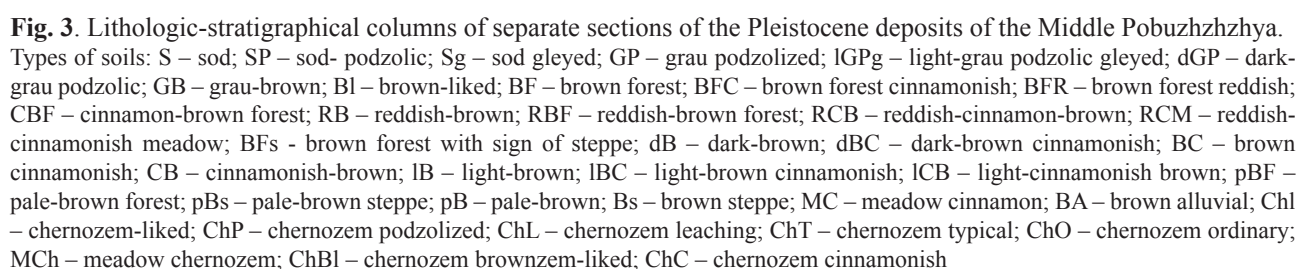 Fig. 3. Lithologic-stratigraphical columns of separate sections of the Pleistocene deposits of the Middle Pobuzhzhzhya.
Types of soils: S – sod; SP – sod- podzolic; Sg – sod gleyed; GP – grau podzolized; lGPg – light-grau podzolic gleyed; dGP – dark-
grau podzolic; GB – grau-brown; Bl – brown-liked; BF – brown forest; BFC – brown forest cinnamonish; BFR – brown forest reddish;
CBF – cinnamon-brown forest; RB – reddish-brown; RBF – reddish-brown forest; RCB – reddish-cinnamon-brown; RCM – reddish-
cinnamonish meadow; BFs - brown forest with sign of steppe; dB – dark-brown; dBC – dark-brown cinnamonish; BC – brown
cinnamonish; CB – cinnamonish-brown; lB – light-brown; lBC – light-brown cinnamonish; lCB – light-cinnamonish brown; pBF –
pale-brown forest; pBs – pale-brown steppe; pB – pale-brown; Bs – brown steppe; MC – meadow cinnamon; BA – brown alluvial; Chl
– chernozem-liked; ChP – chernozem podzolized; ChL – chernozem leaching; ChT – chernozem typical; ChO – chernozem ordinary;
MCh – meadow chernozem; ChBl – chernozem brownzem-liked; ChC – chernozem cinnamonish